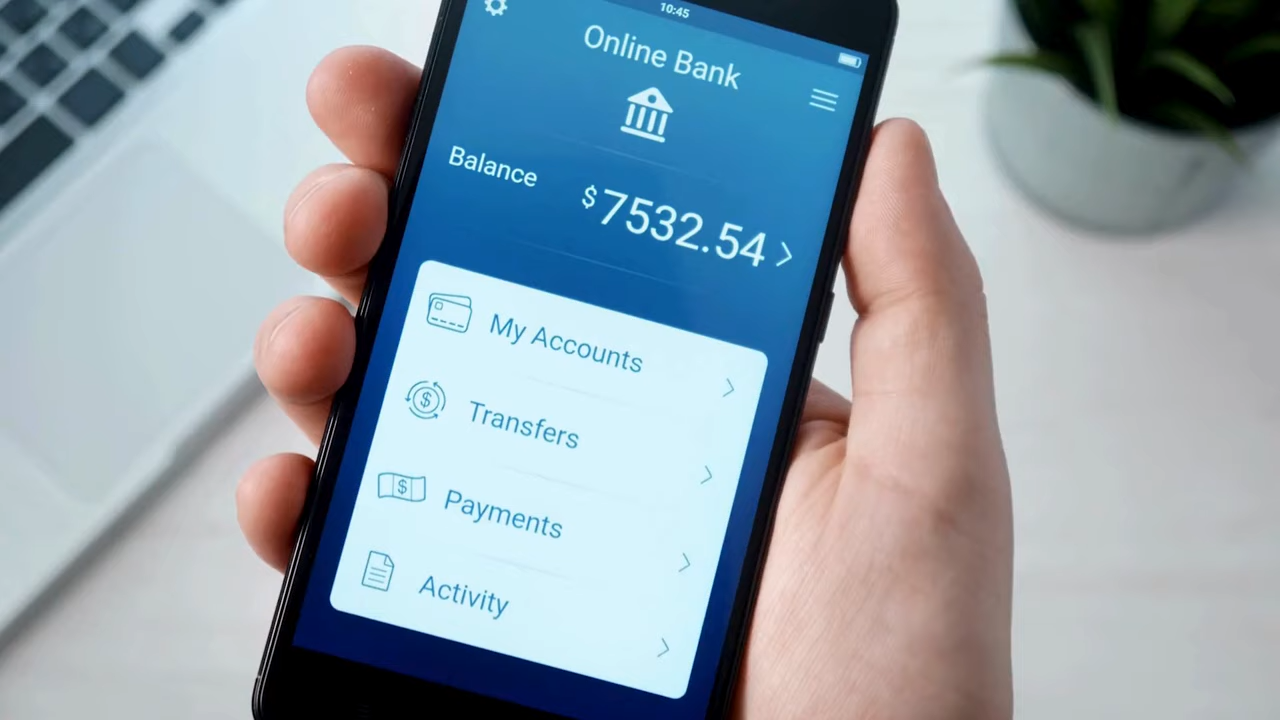 10:45
Online Bank
Balance
$7532.54
My Accounts
Transfers
Payments
Activity